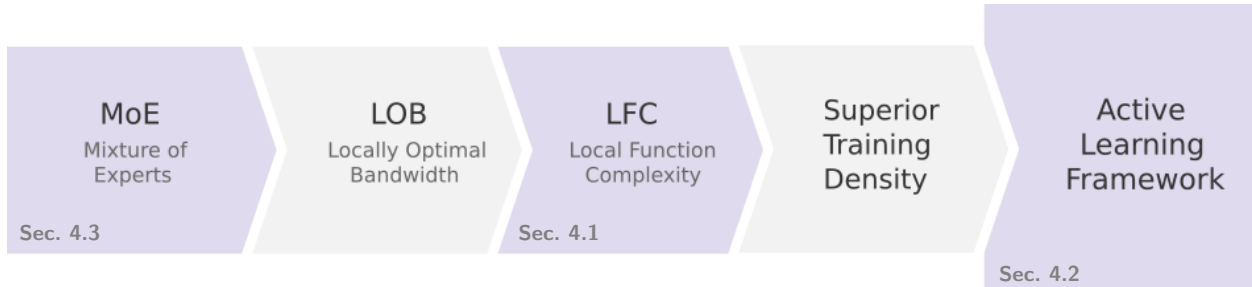 MoE
Mixture of
Experts
Sec. 4.3
LOB
Locally Optimal
Bandwidth
LFC
Local Function
Complexity
Sec. 4.1
Superior
Training
Density
Active
Learning
Framework
Sec. 4.2